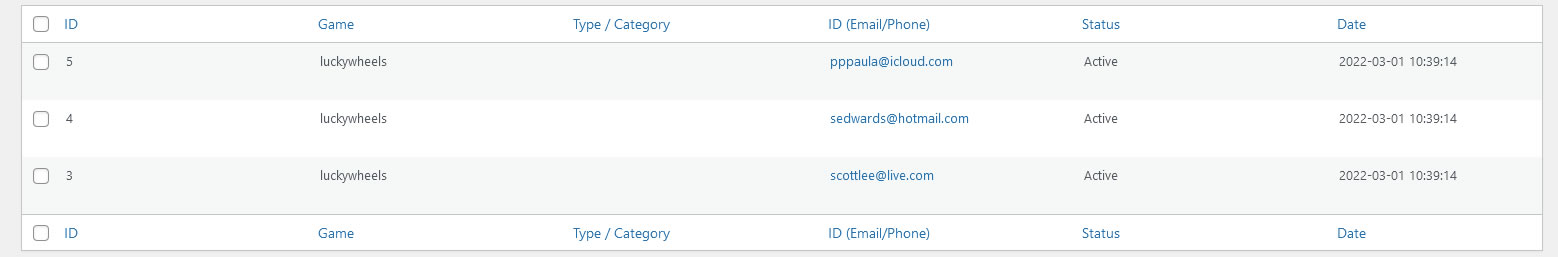 ID Game Type / Category ID (Email/Phone) Status Date
5 luckywheels pppaula@icloud.com Active 2022-03-01 10:39:14
4 luckywheels sedwards@hotmail.com Active 2022-03-01 10:39:14
3 luckywheels scottlee@live.com Active 2022-03-01 10:39:14
ID Game Type / Category ID (Email/Phone) Status Date